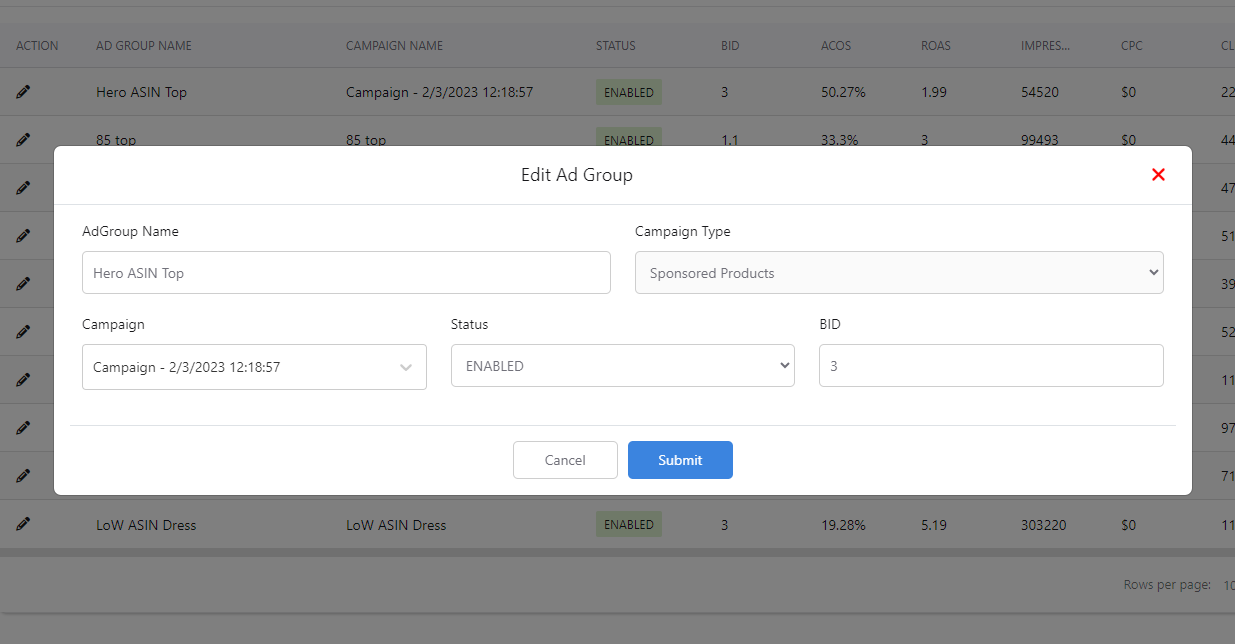 ACTION AD GROUP NAME CAMPAIGN NAME STATUS BID ACOS ROAS IMPRES... CPC CL
Hero ASIN Top Campaign - 2/3/2023 12:18:57 ENABLED 3 50.27% 1.99 54520 $0 22
85 top 85 top ENABLED 1.1 33.3% 3 99493 $0 44
Edit Ad Group
47
AdGroup Name Campaign Type
51
Hero ASIN Top Sponsored Products
39
Campaign Status BID
52
Campaign - 2/3/2023 12:18:57 ENABLED 3
11
97
Cancel Submit
71
LoW ASIN Dress LoW ASIN Dress ENABLED 3 19.28% 5.19 303220 $0 11
Rows per page: 10